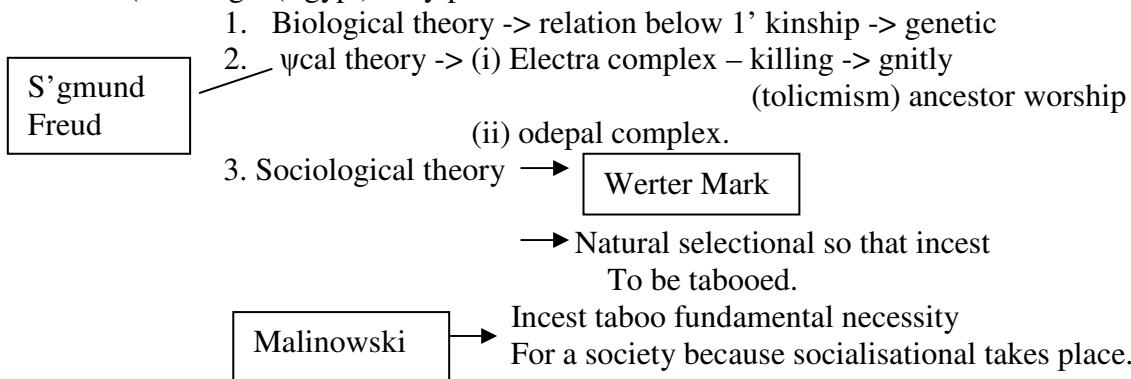 1. Biological theory -> relation below 1’ kinship -> genetic
2. ψcal theory -> (i) Electra complex – killing -> gnitly
S’gmund
Freud
(tolicmism) ancestor worship
(ii) odepal complex.
3. Sociological theory
Werter Mark
Natural selectional so that incest
To be tabooed.
Malinowski
Incest taboo fundamental necessity
For a society because socialisational takes place.